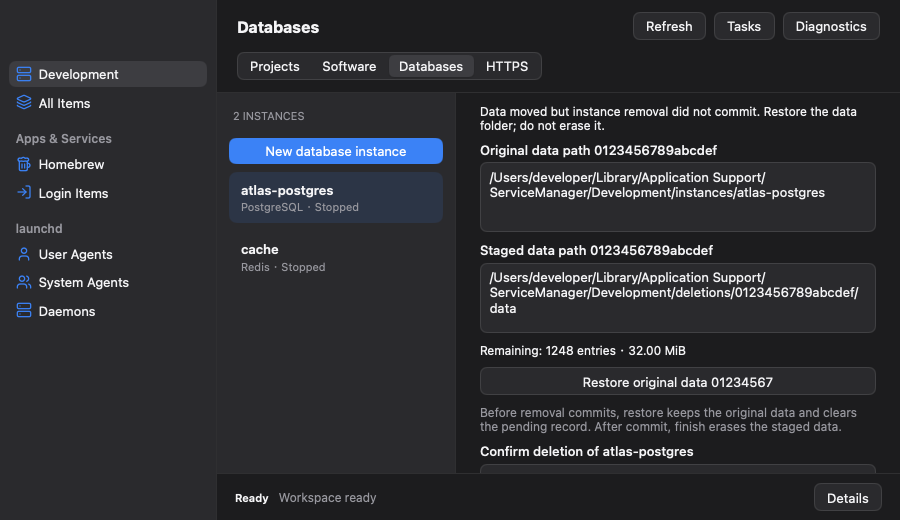 Databases
Refresh
Tasks
Diagnostics
Projects
Software
Databases
HTTPS
Development
All Items
Apps & Services
Homebrew
Login Items
launchd
User Agents
System Agents
Daemons
2 INSTANCES
New database instance
atlas-postgres
PostgreSQL · Stopped
cache
Redis · Stopped
Data moved but instance removal did not commit. Restore the data
folder; do not erase it.
Original data path 0123456789abcdef
/Users/developer/Library/Application Support/
ServiceManager/Development/instances/atlas-postgres
Staged data path 0123456789abcdef
/Users/developer/Library/Application Support/
ServiceManager/Development/deletions/0123456789abcdef/
data
Remaining: 1248 entries · 32.00 MiB
Restore original data 01234567
Before removal commits, restore keeps the original data and clears
the pending record. After commit, finish erases the staged data.
Confirm deletion of atlas-postgres
Ready
Workspace ready
Details